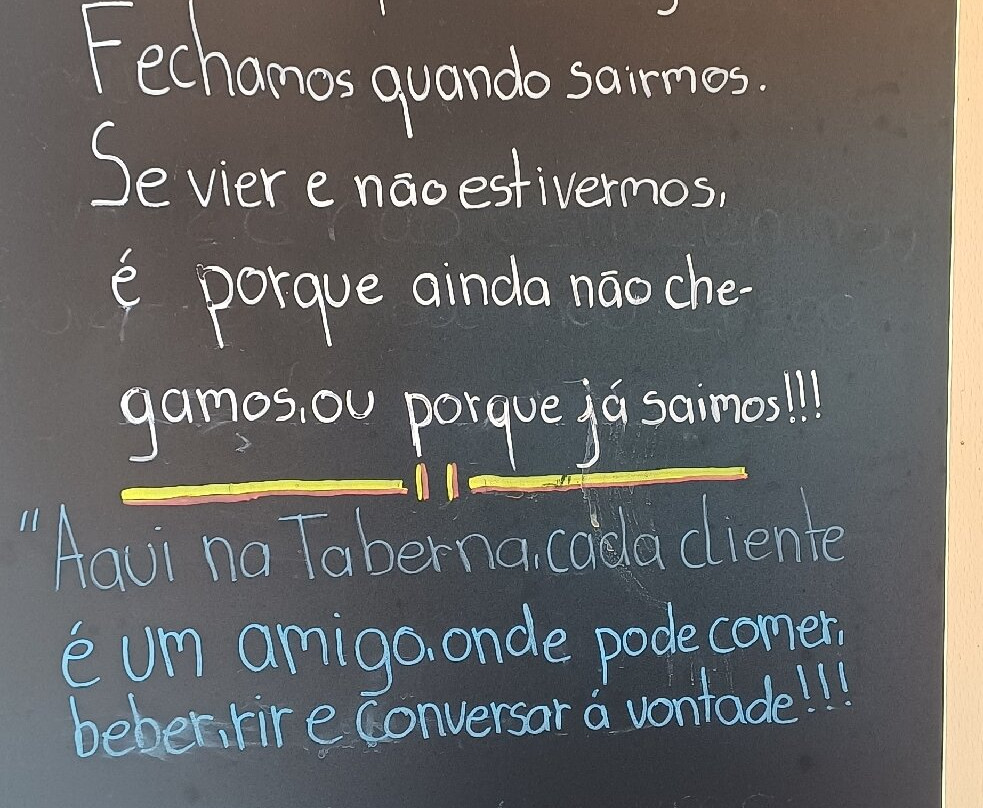 Fechamos quando sairmos.
Se vier e não estivermos,
é porque ainda não che-
gamos, ou porque já saimos!!!
"Aqui na Taberna, cada cliente
é um amigo, onde pode comer,
beber, rir e conversar á vontade!!!